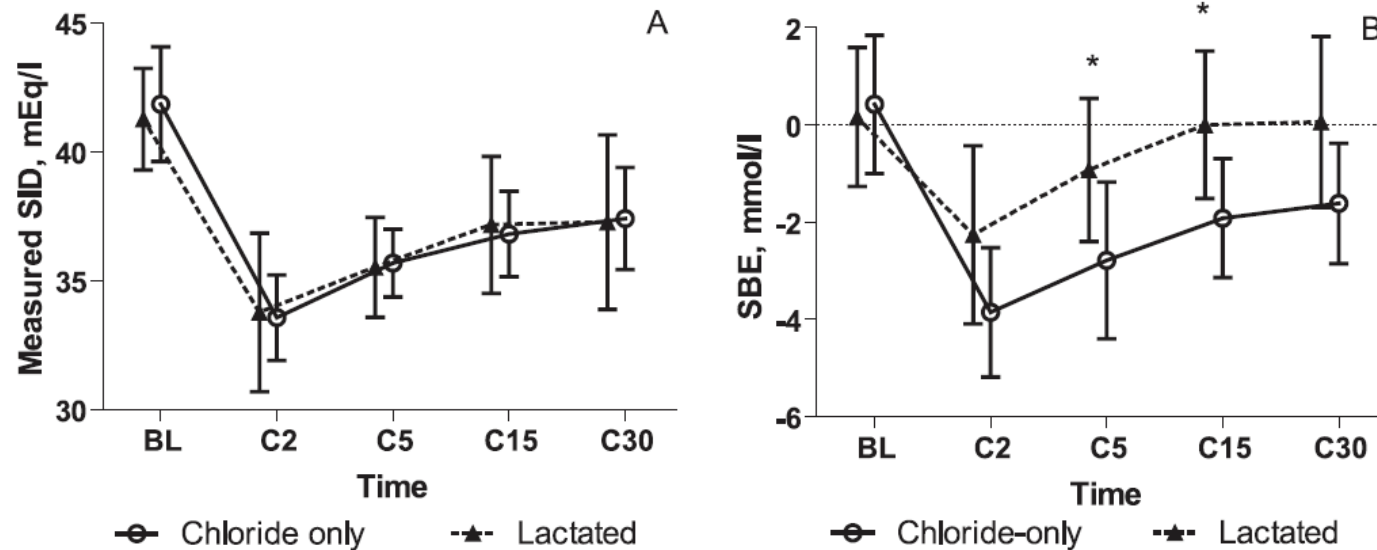 A
Measured SID, mEq/l
45
40
35
30
BL C2 C5 C15 C30
Time
Chloride only Lactated
B
SBE, mmol/l
2
0
-2
-4
-6
* *
BL C2 C5 C15 C30
Time
Chloride-only Lactated